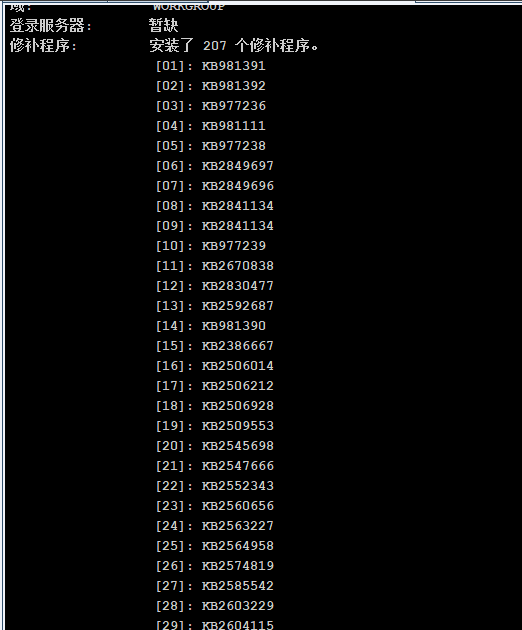 域: WORKGROUP
登录服务器: 暂缺
修补程序: 安装了 207 个修补程序。
[01]: KB981391
[02]: KB981392
[03]: KB977236
[04]: KB981111
[05]: KB977238
[06]: KB2849697
[07]: KB2849696
[08]: KB2841134
[09]: KB2841134
[10]: KB977239
[11]: KB2670838
[12]: KB2830477
[13]: KB2592687
[14]: KB981390
[15]: KB2386667
[16]: KB2506014
[17]: KB2506212
[18]: KB2506928
[19]: KB2509553
[20]: KB2545698
[21]: KB2547666
[22]: KB2552343
[23]: KB2560656
[24]: KB2563227
[25]: KB2564958
[26]: KB2574819
[27]: KB2585542
[28]: KB2603229
[29]: KB2604115